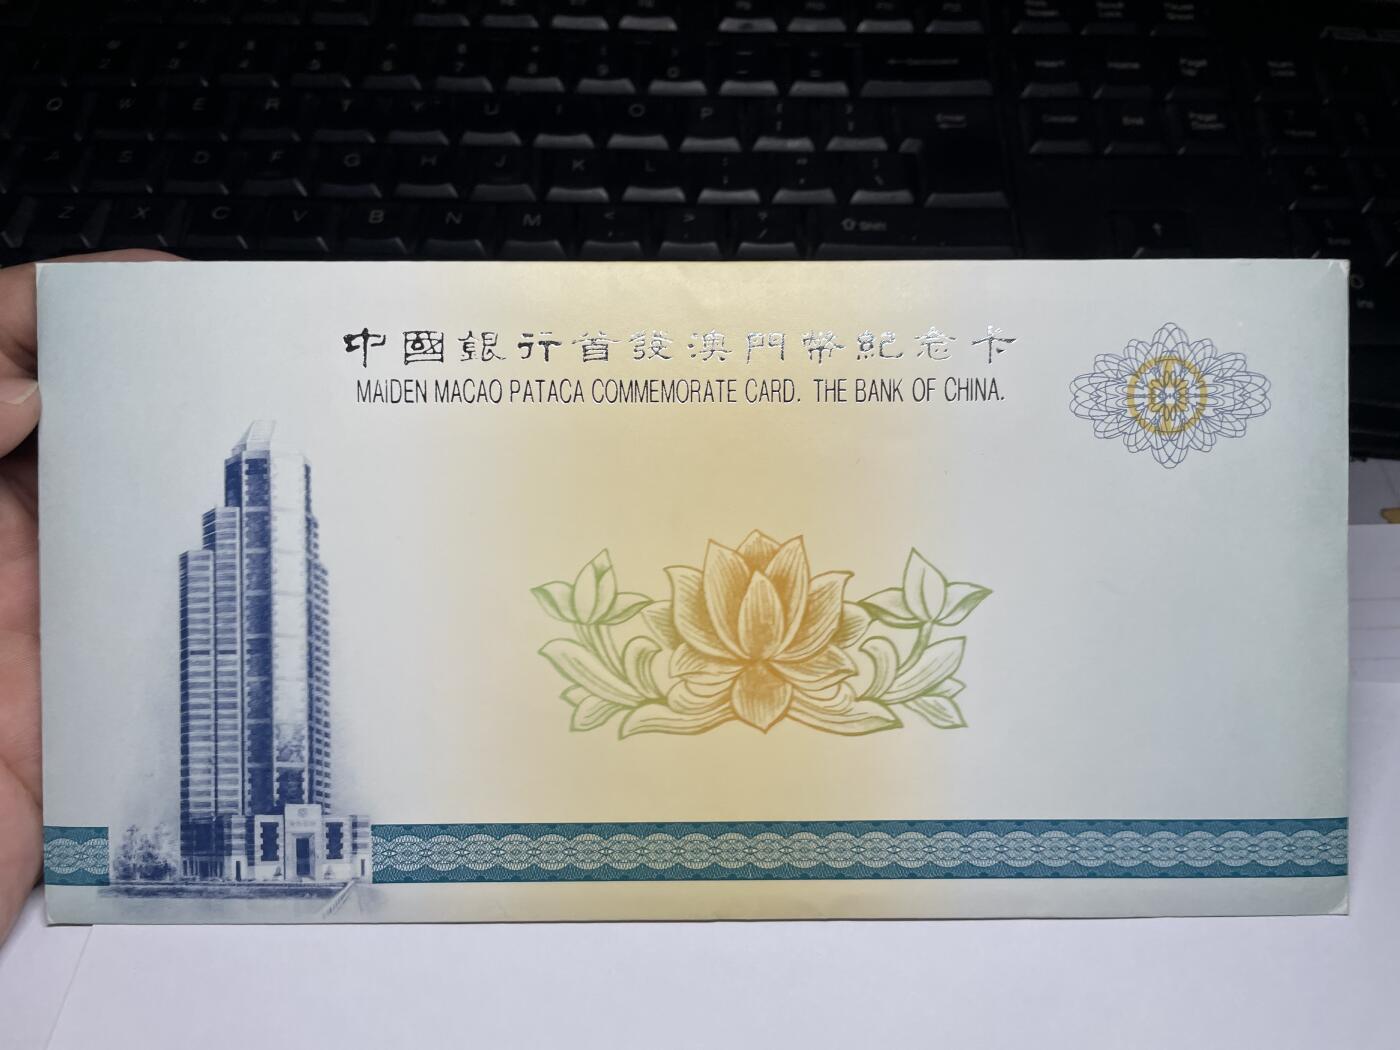 中國銀行首發澳門幣紀念卡
MAIDEN MACAO PATACA COMMEMORATE CARD. THE BANK OF CHINA.
Q W E R T Y U I O P
A S D F G H J K L
Z X C V B N M
Shift